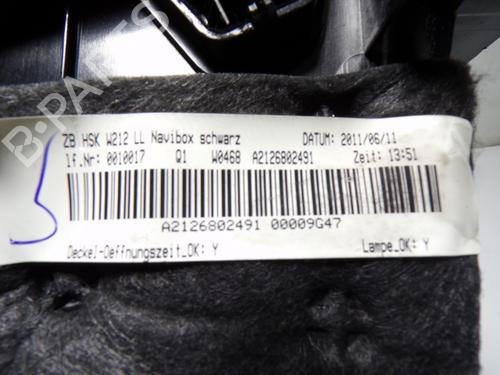 B-PARTS
ZB HSK W212 LL Navibox schwarz DATUM: 2011/06/11
lf.Nr: 0010017 Q1 W0468 A2126802491 Zeit: 13:51
A2126802491 00009G47
Deckel-Oeffnungszeit_OK: Y Lampe_OK: Y